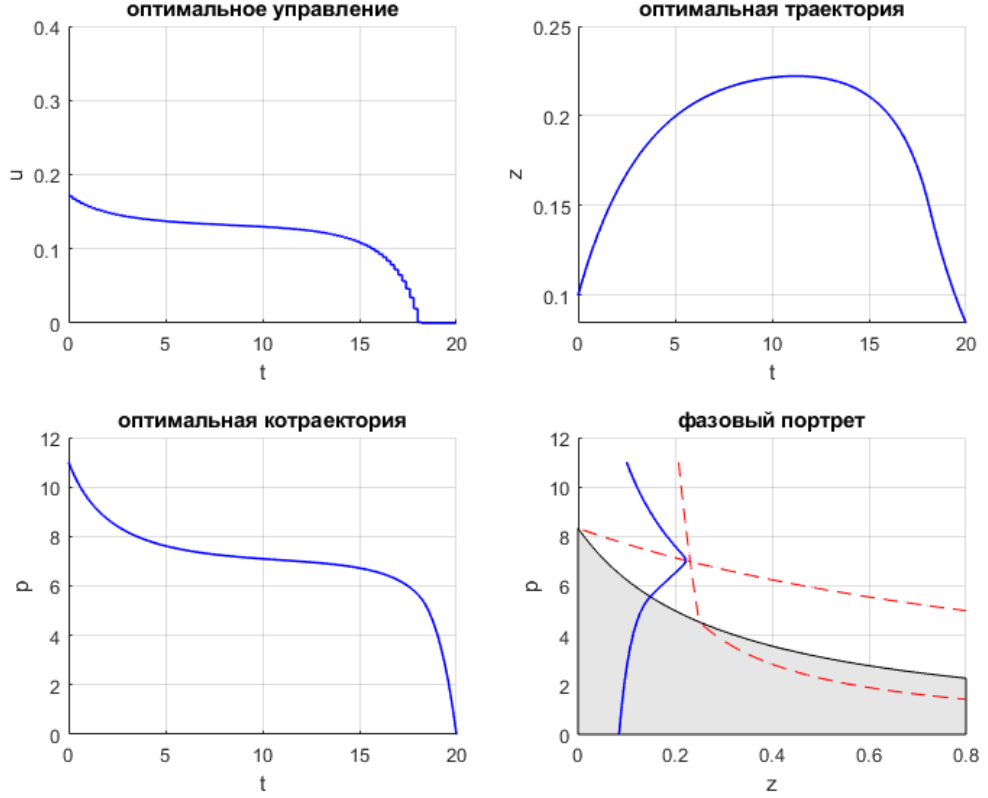 оптимальное управление
0.4
0.3
0.2
0.1
0
u
0 5 10 15 20
t
оптимальная траектория
0.25
0.2
0.15
0.1
z
0 5 10 15 20
t
оптимальная котраектория
12
10
8
6
4
2
0
p
0 5 10 15 20
t
фазовый портрет
12
10
8
6
4
2
0
p
0 0.2 0.4 0.6 0.8
z